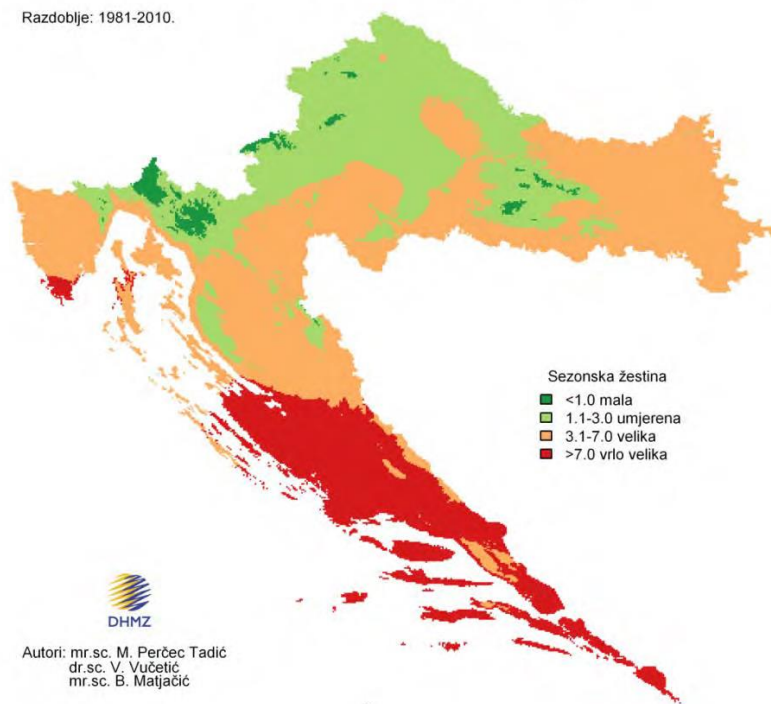 Razdoblje: 1981-2010.
Sezonska žestina
<1.0 mala
1.1-3.0 umjerena
3.1-7.0 velika
>7.0 vrlo velika
DHMZ
Autori: mr.sc. M. Perčec Tadić
dr.sc. V. Vučetić
mr.sc. B. Matjačić